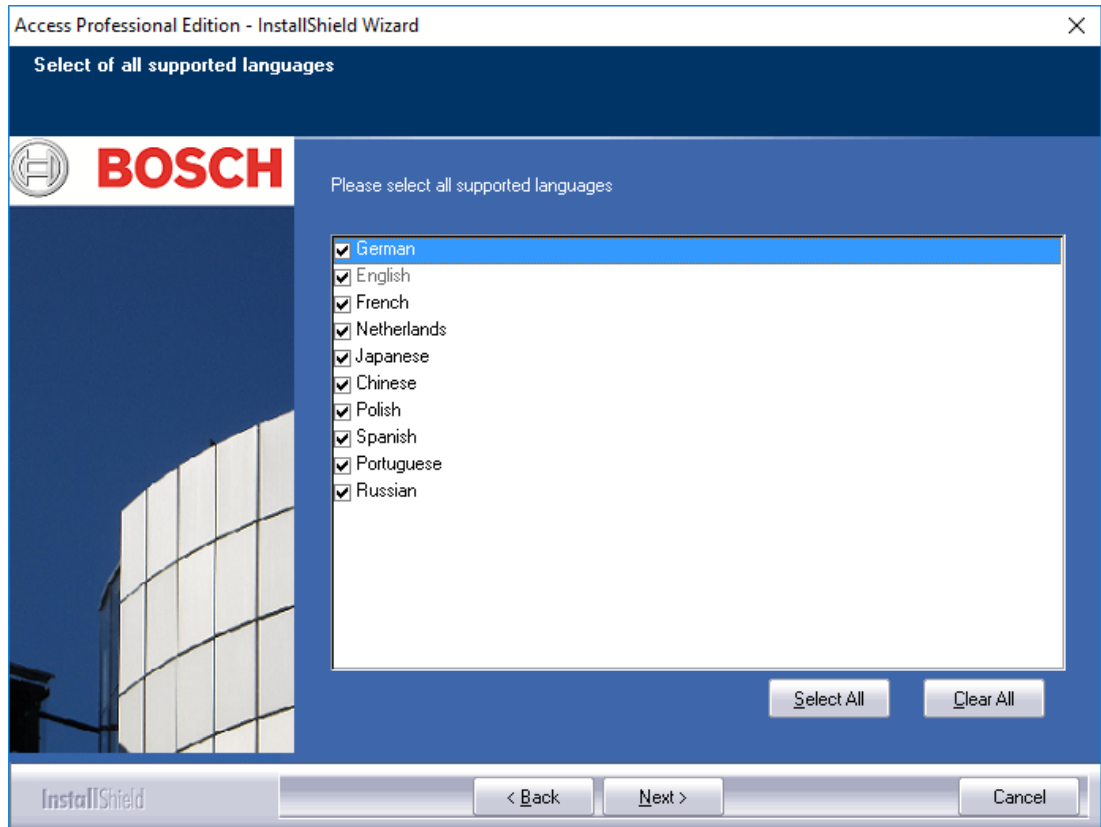 Access Professional Edition - InstallShield Wizard
Select of all supported languages
BOSCH
Please select all supported languages
German
English
French
Netherlands
Japanese
Chinese
Polish
Spanish
Portuguese
Russian
Select All
Clear All
InstallShield
< Back
Next >
Cancel